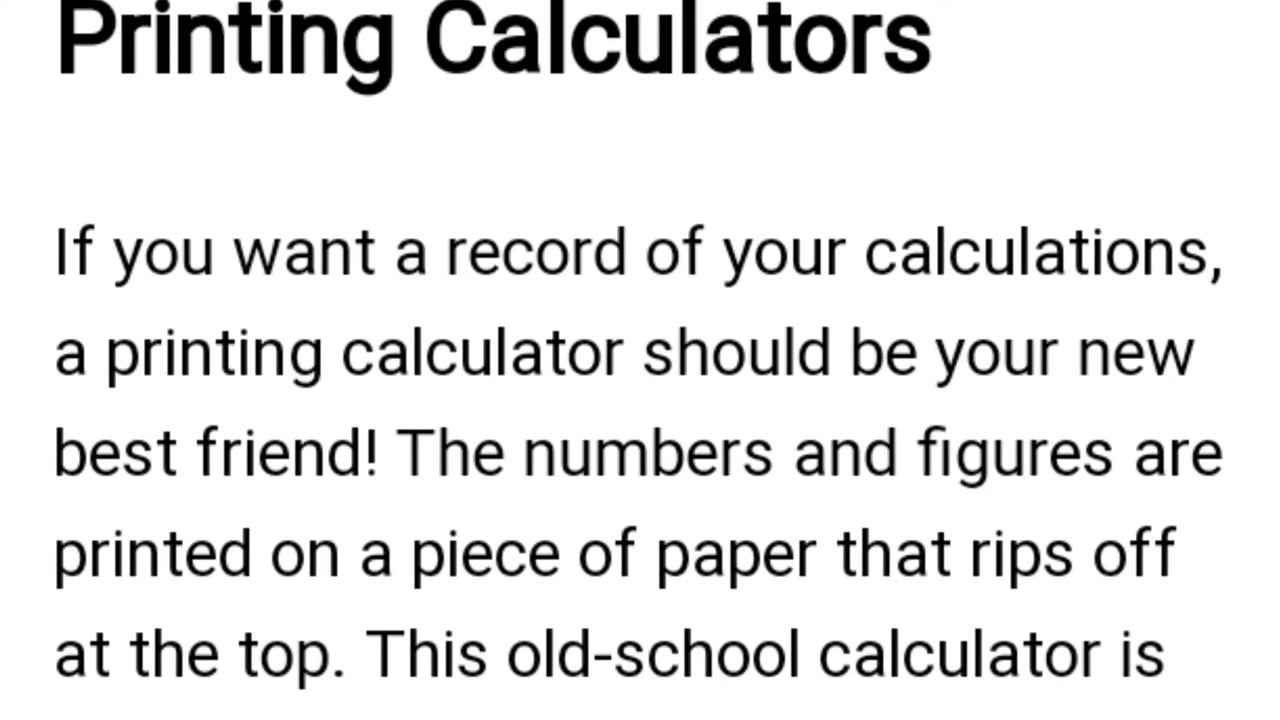 Printing Calculators
If you want a record of your calculations,
a printing calculator should be your new
best friend! The numbers and figures are
printed on a piece of paper that rips off
at the top. This old-school calculator is